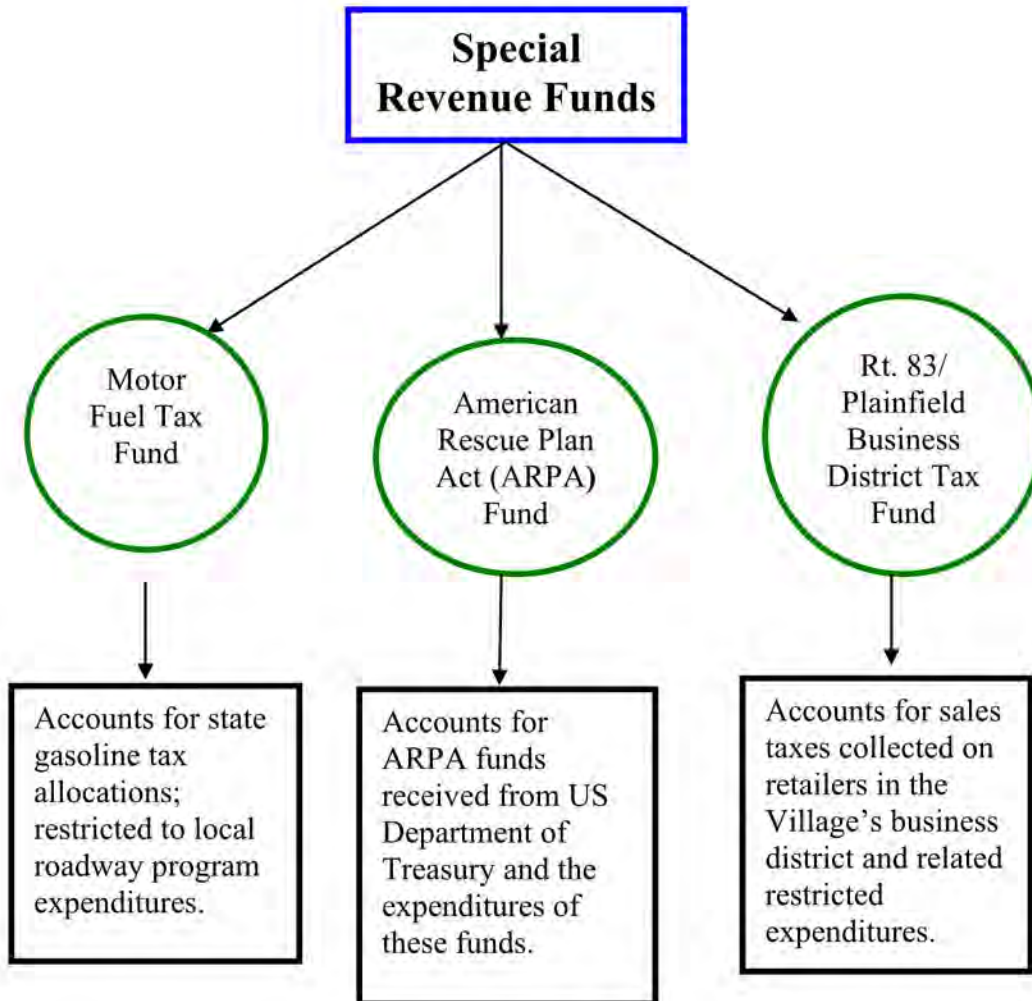 Special
Revenue Funds
Motor
Fuel Tax
Fund
American
Rescue Plan
Act (ARPA)
Fund
Rt. 83/
Plainfield
Business
District Tax
Fund
Accounts for state
gasoline tax
allocations;
restricted to local
roadway program
expenditures.
Accounts for
ARPA funds
received from US
Department of
Treasury and the
expenditures of
these funds.
Accounts for sales
taxes collected on
retailers in the
Village’s business
district and related
restricted
expenditures.